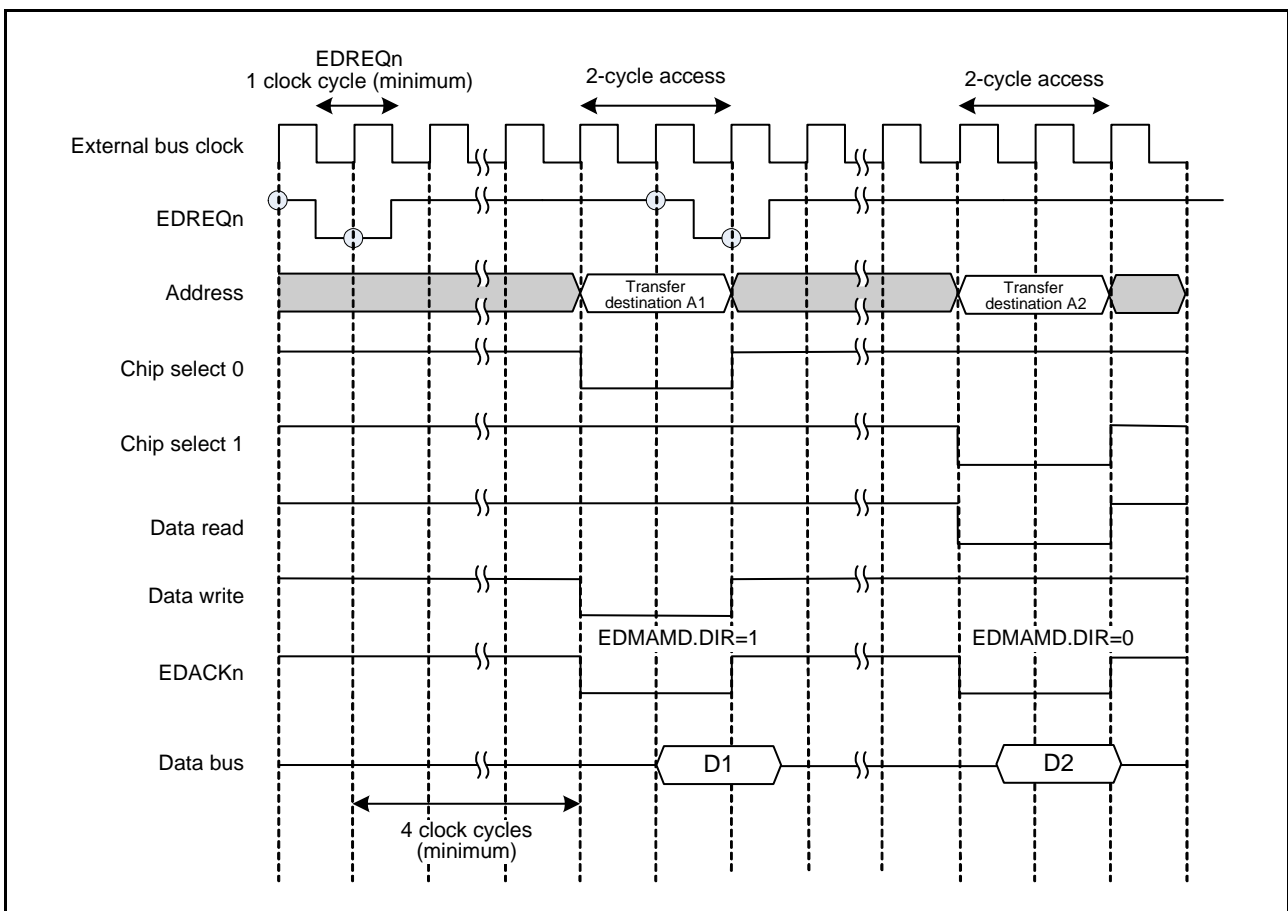 EDREQn
1 clock cycle (minimum)
2-cycle access
2-cycle access
External bus clock
EDREQn
Address
Transfer
destination A1
Transfer
destination A2
Chip select 0
Chip select 1
Data read
Data write
EDMAMD.DIR=1
EDMAMD.DIR=0
EDACKn
Data bus
D1
D2
4 clock cycles
(minimum)